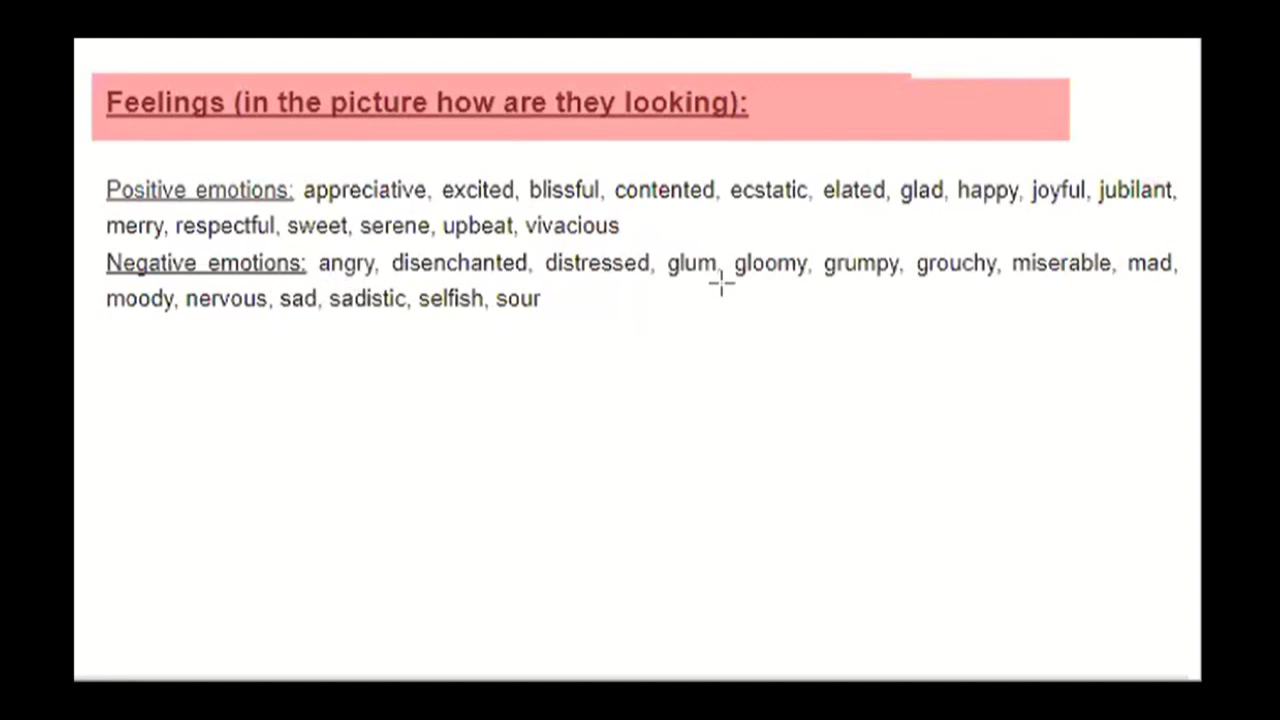 Feelings (in the picture how are they looking):
Positive emotions: appreciative, excited, blissful, contented, ecstatic, elated, glad, happy, joyful, jubilant,
merry, respectful, sweet, serene, upbeat, vivacious
Negative emotions: angry, disenchanted, distressed, glum, gloomy, grumpy, grouchy, miserable, mad,
moody, nervous, sad, sadistic, selfish, sour